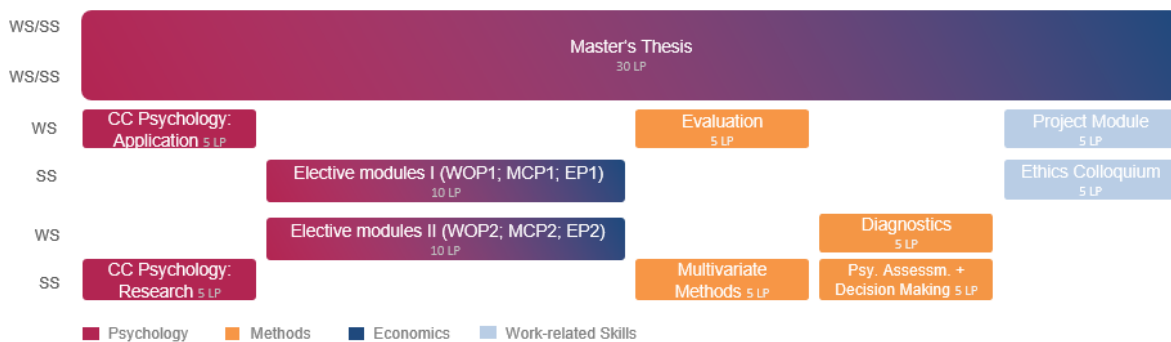 WS/SS
Master's Thesis
30 LP
WS/SS
WS
CC Psychology:
Application 5 LP
Evaluation
5 LP
Project Module
5 LP
SS
Elective modules I (WOP1; MCP1; EP1)
10 LP
Ethics Colloquium
5 LP
WS
Elective modules II (WOP2; MCP2; EP2)
10 LP
Diagnostics
5 LP
SS
CC Psychology:
Research 5 LP
Multivariate
Methods 5 LP
Psy. Assessm. +
Decision Making 5 LP
Psychology
Methods
Economics
Work-related Skills